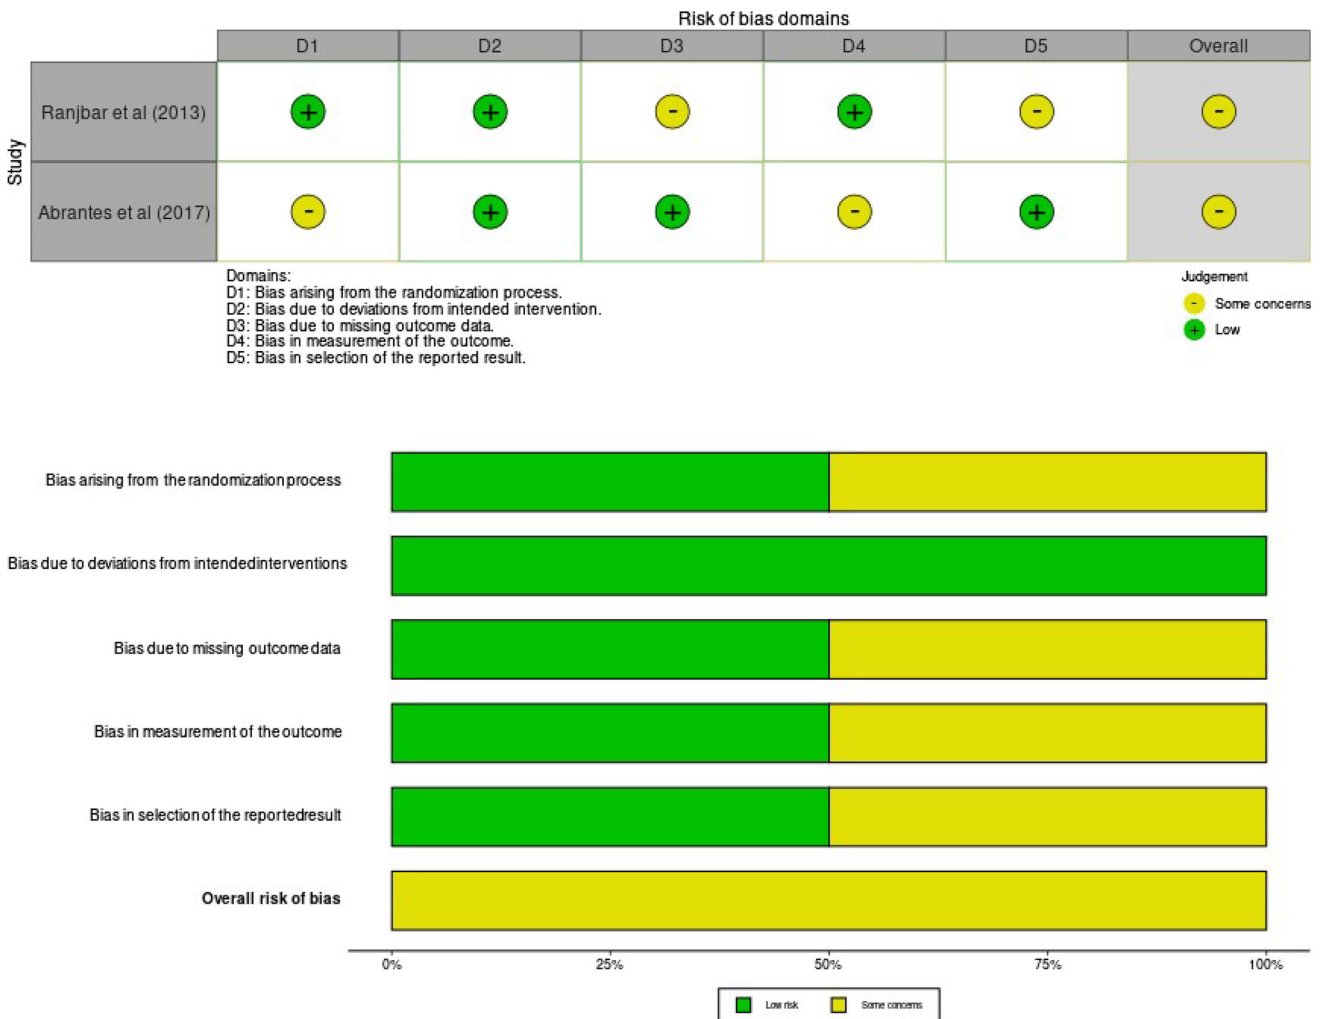 Risk of bias domains
D1 D2 D3 D4 D5 Overall
Study
Ranjbar et al (2013) + + - + - -
Abrantes et al (2017) - + + - + -
Domains:
D1: Bias arising from the randomization process.
D2: Bias due to deviations from intended intervention.
D3: Bias due to missing outcome data.
D4: Bias in measurement of the outcome.
D5: Bias in selection of the reported result.
Judgement
- Some concerns
+ Low
Bias arising from the randomization process
Bias due to deviations from intendedinterventions
Bias due to missing outcome data
Bias in measurement of the outcome
Bias in selection of the reportedresult
Overall risk of bias
0% 25% 50% 75% 100%
Low risk Some concerns